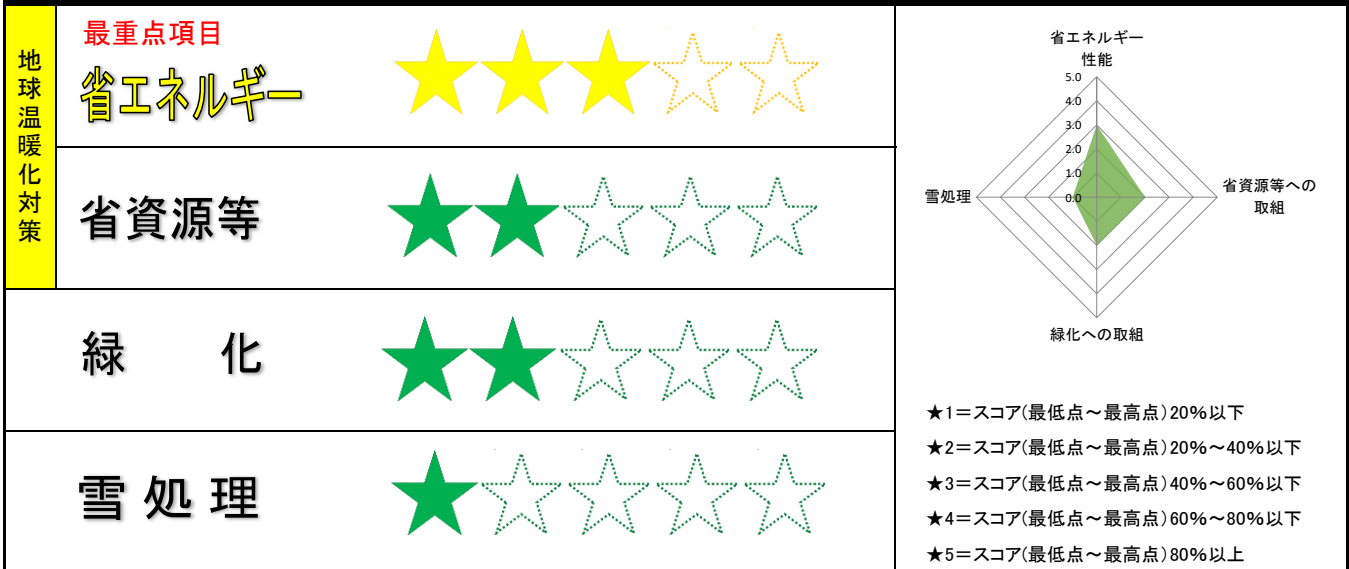 地球温暖化対策
最重点項目
省エネルギー
省資源等
緑　化
雪処理
省エネルギー
性能
5.0
4.0
3.0
2.0
1.0
0.0
雪処理
省資源等への
取組
緑化への取組
★1＝スコア(最低点～最高点)20%以下
★2＝スコア(最低点～最高点)20%～40%以下
★3＝スコア(最低点～最高点)40%～60%以下
★4＝スコア(最低点～最高点)60%～80%以下
★5＝スコア(最低点～最高点)80%以上